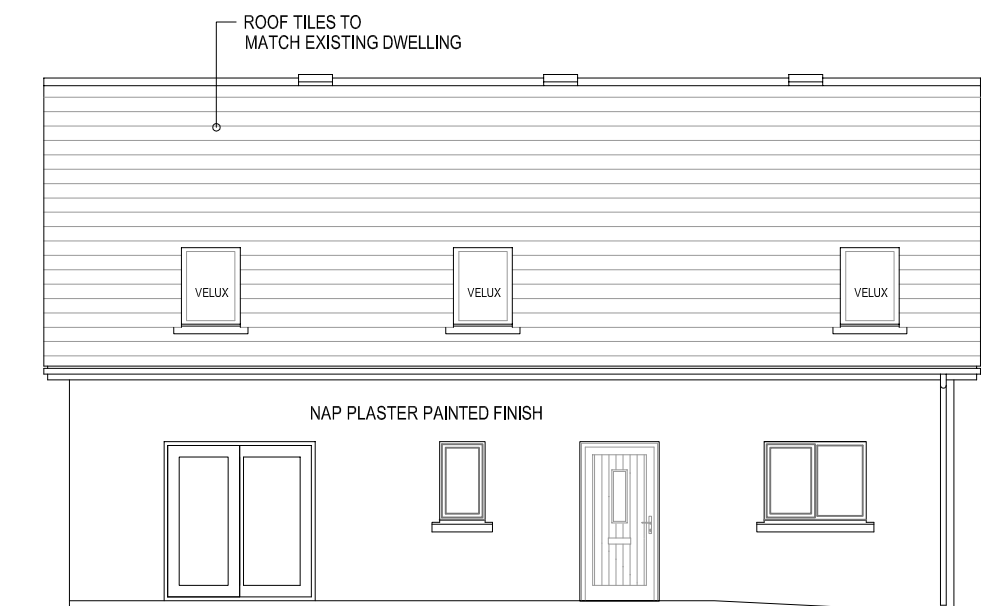 ROOF TILES TO
MATCH EXISTING DWELLING
VELUX
VELUX
VELUX
NAP PLASTER PAINTED FINISH